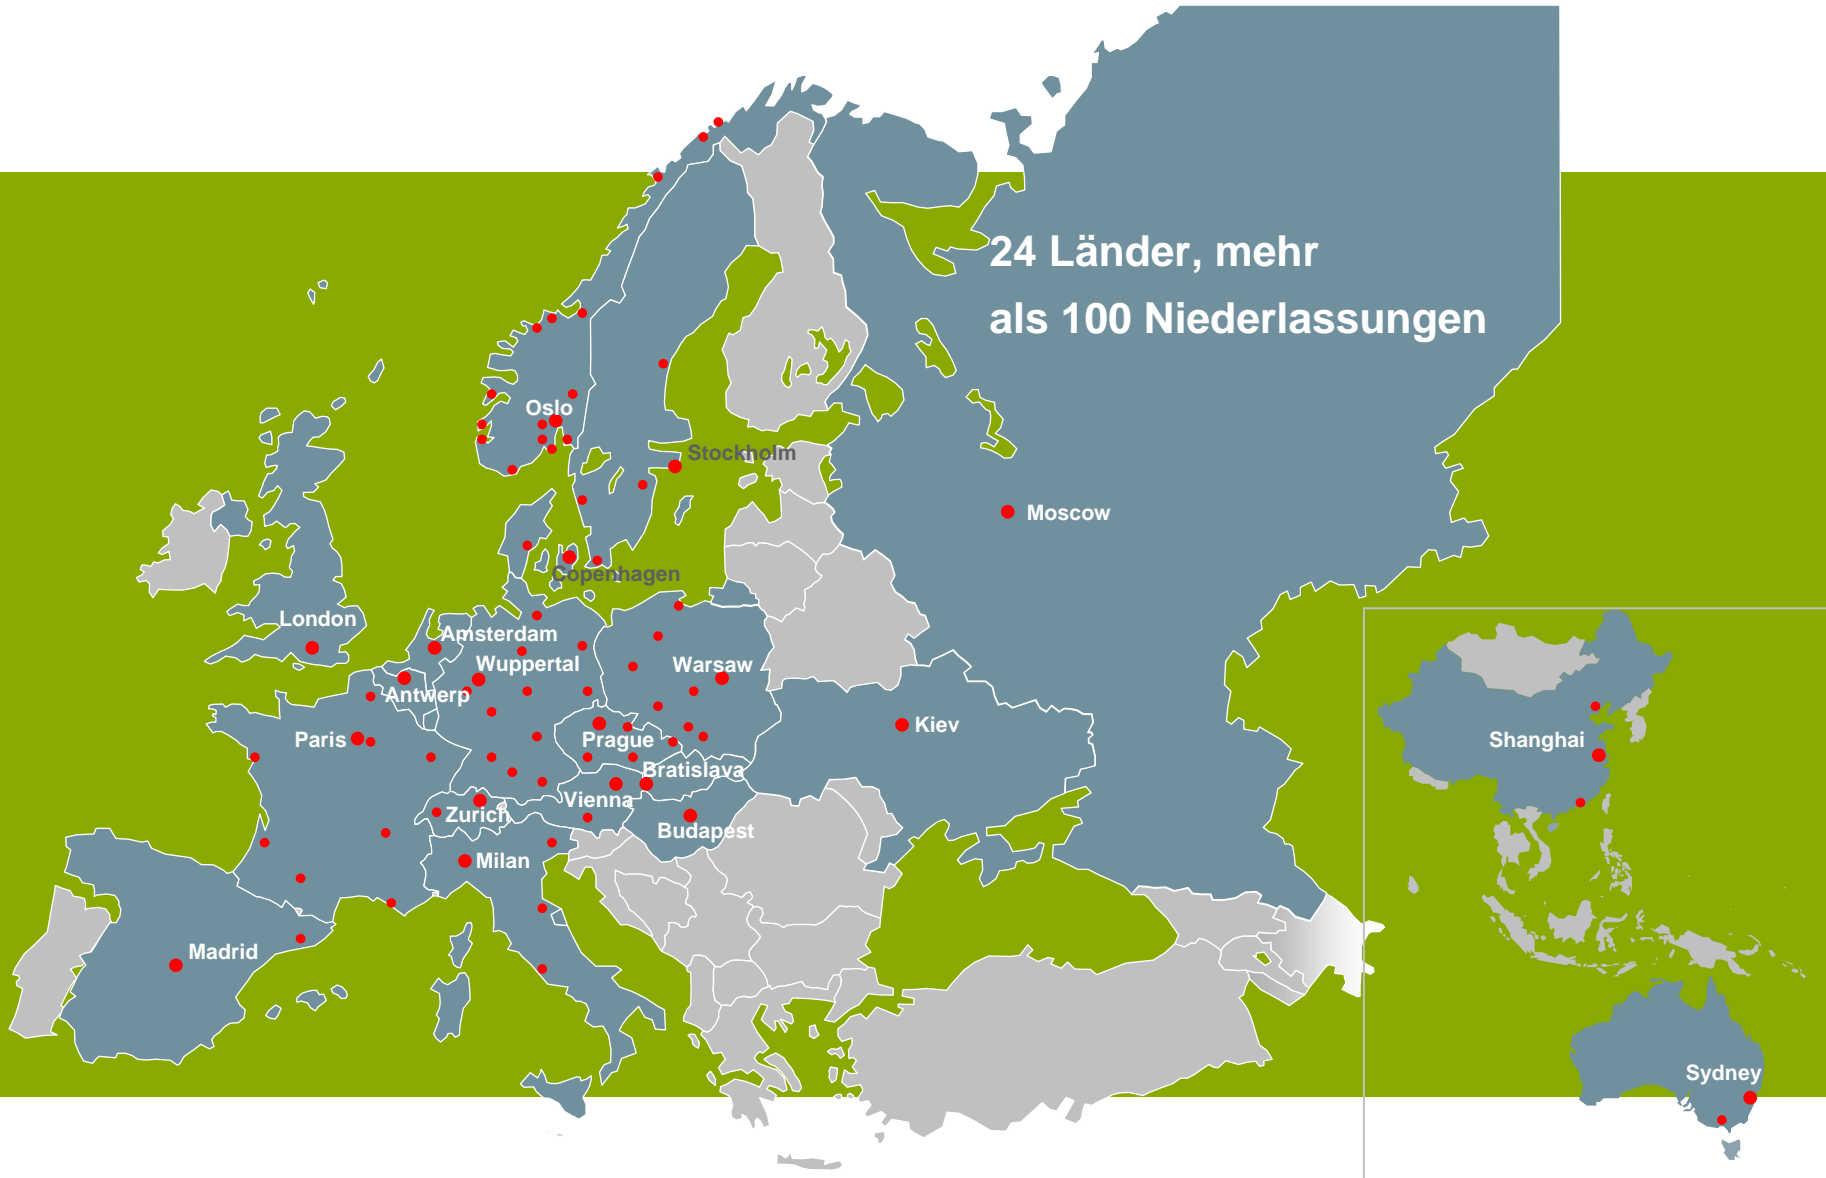 24 Länder, mehr
als 100 Niederlassungen
Oslo
Stockholm
Moscow
Copenhagen
London
Amsterdam
Wuppertal
Warsaw
Antwerp
Kiev
Paris
Prague
Shanghai
Bratislava
Vienna
Zurich
Budapest
Milan
Madrid
Sydney